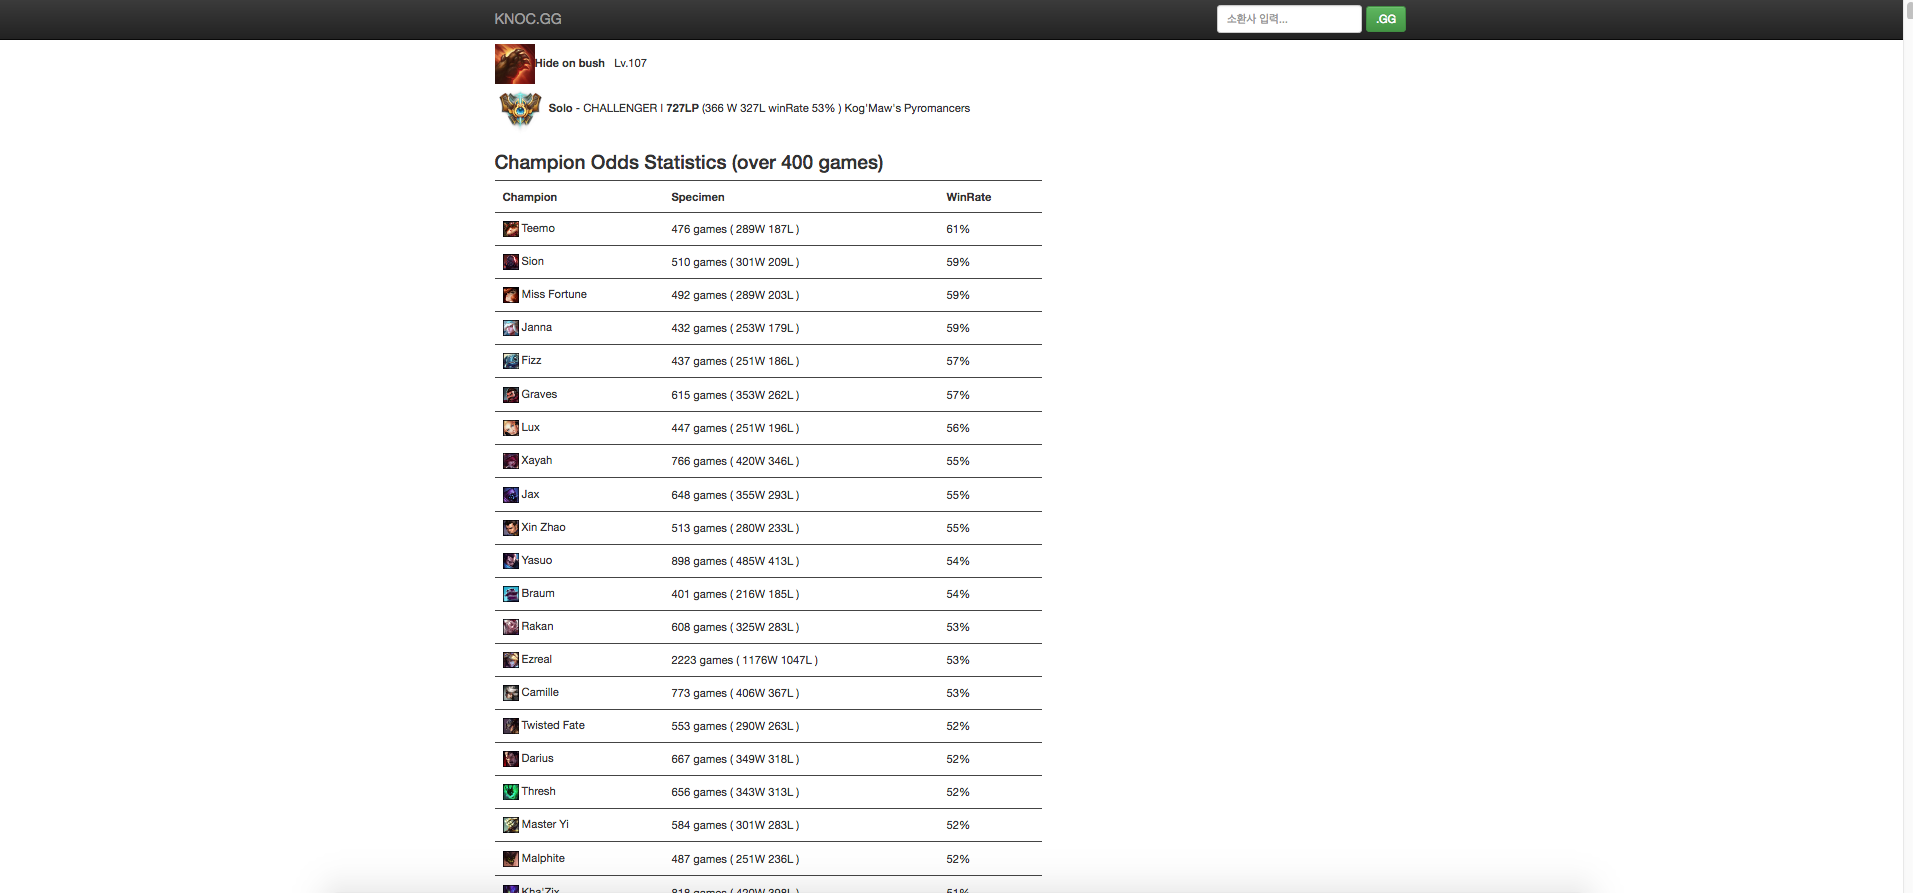 KNOC.GG 소환사 입력... .GG
Hide on bush Lv.107
Solo - CHALLENGER I 727LP (366 W 327L winRate 53% ) Kog'Maw's Pyromancers
Champion Odds Statistics (over 400 games)
Champion Specimen WinRate
Teemo 476 games ( 289W 187L ) 61%
Sion 510 games ( 301W 209L ) 59%
Miss Fortune 492 games ( 289W 203L ) 59%
Janna 432 games ( 253W 179L ) 59%
Fizz 437 games ( 251W 186L ) 57%
Graves 615 games ( 353W 262L ) 57%
Lux 447 games ( 251W 196L ) 56%
Xayah 766 games ( 420W 346L ) 55%
Jax 648 games ( 355W 293L ) 55%
Xin Zhao 513 games ( 280W 233L ) 55%
Yasuo 898 games ( 485W 413L ) 54%
Braum 401 games ( 216W 185L ) 54%
Rakan 608 games ( 325W 283L ) 53%
Ezreal 2223 games ( 1176W 1047L ) 53%
Camille 773 games ( 406W 367L ) 53%
Twisted Fate 553 games ( 290W 263L ) 52%
Darius 667 games ( 349W 318L ) 52%
Thresh 656 games ( 343W 313L ) 52%
Master Yi 584 games ( 301W 283L ) 52%
Malphite 487 games ( 251W 236L ) 52%
Kha'Zix 818 games ( 420W 398L ) 51%